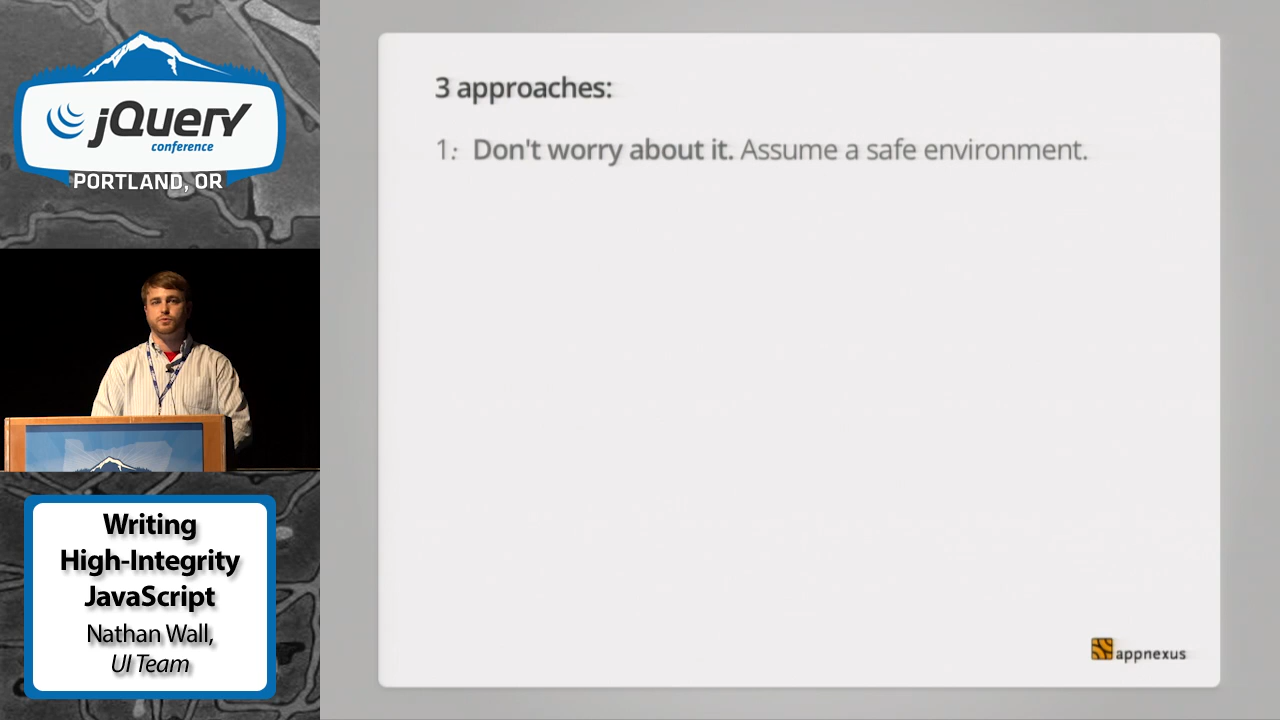 jQuery
conference
PORTLAND, OR
Writing
High-Integrity
JavaScript
Nathan Wall,
UI Team
3 approaches:
1: Don't worry about it. Assume a safe environment.
appnexus